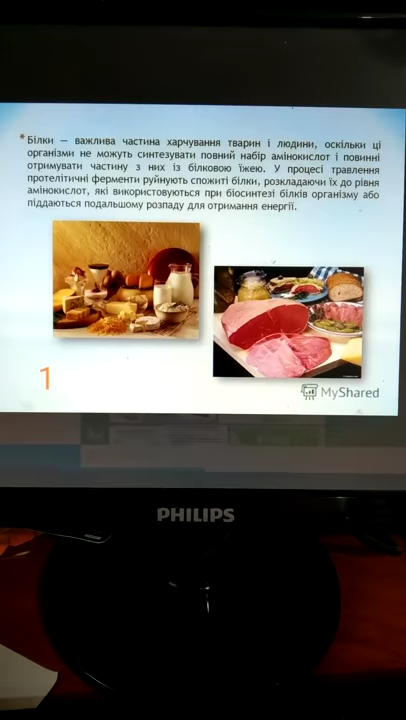 * Білки — важлива частина харчування тварин і людини, оскільки ці
організми не можуть синтезувати повний набір амінокислот і повинні
отримувати частину з них із білковою їжею. У процесі травлення
протелітичні ферменти руйнують спожиті білки, розкладаючи їх до рівня
амінокислот, які використовуються при біосинтезі білків організму або
піддаються подальшому розпаду для отримання енергії.
1
MyShared
PHILIPS